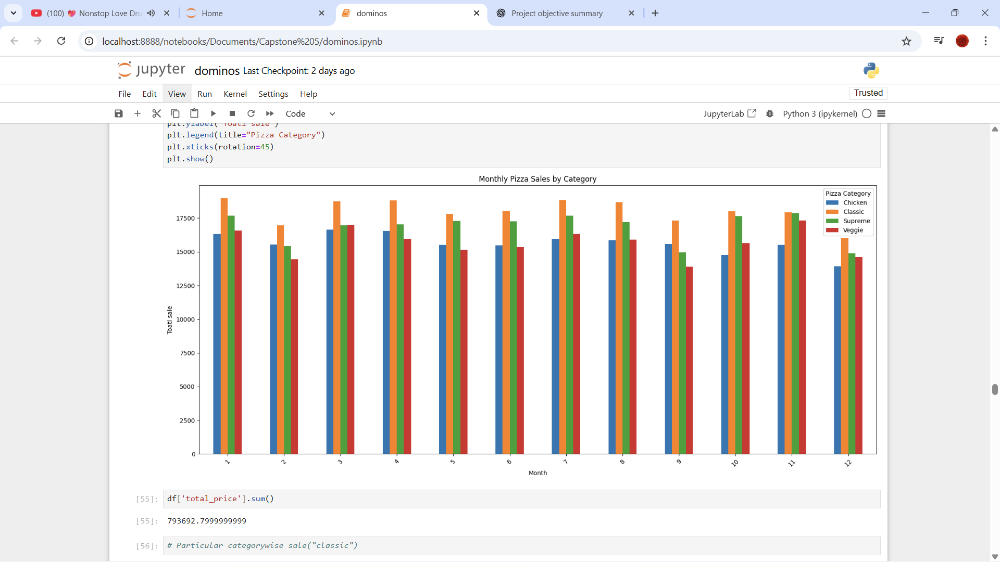 (100) 💖 Nonstop Love Dru
Home
dominos
Project objective summary
localhost:8888/notebooks/Documents/Capstone%205/dominos.ipynb
jupyter dominos Last Checkpoint: 2 days ago
File Edit View Run Kernel Settings Help
Trusted
Code
JupyterLab
Python 3 (ipykernel)
plt.ylabel("Toatl sale")
plt.legend(title="Pizza Category")
plt.xticks(rotation=45)
plt.show()
Monthly Pizza Sales by Category
Pizza Category
Chicken
Classic
Supreme
Veggie
17500
15000
12500
10000
7500
5000
2500
0
Toatl sale
1 2 3 4 5 6 7 8 9 10 11 12
Month
[55]: df['total_price'].sum()
[55]: 793692.7999999999
[56]: # Particular categorywise sale("classic")